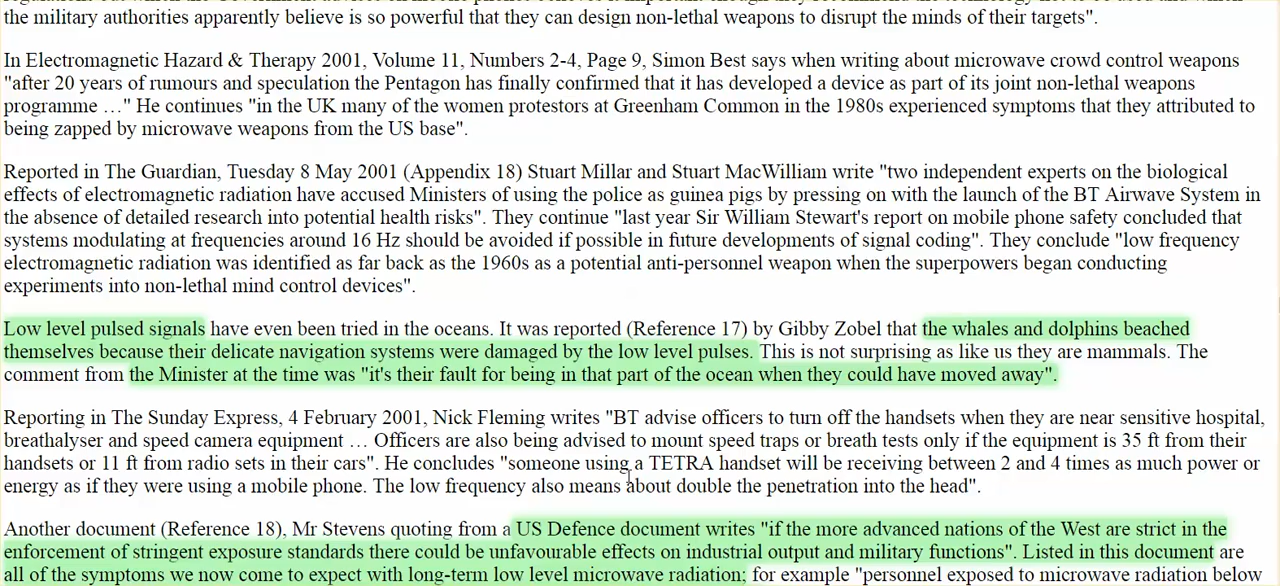 the military authorities apparently believe is so powerful that they can design non-lethal weapons to disrupt the minds of their targets".
In Electromagnetic Hazard & Therapy 2001, Volume 11, Numbers 2-4, Page 9, Simon Best says when writing about microwave crowd control weapons
"after 20 years of rumours and speculation the Pentagon has finally confirmed that it has developed a device as part of its joint non-lethal weapons
programme …" He continues "in the UK many of the women protestors at Greenham Common in the 1980s experienced symptoms that they attributed to
being zapped by microwave weapons from the US base".
Reported in The Guardian, Tuesday 8 May 2001 (Appendix 18) Stuart Millar and Stuart MacWilliam write "two independent experts on the biological
effects of electromagnetic radiation have accused Ministers of using the police as guinea pigs by pressing on with the launch of the BT Airwave System in
the absence of detailed research into potential health risks". They continue "last year Sir William Stewart's report on mobile phone safety concluded that
systems modulating at frequencies around 16 Hz should be avoided if possible in future developments of signal coding". They conclude "low frequency
electromagnetic radiation was identified as far back as the 1960s as a potential anti-personnel weapon when the superpowers began conducting
experiments into non-lethal mind control devices".
Low level pulsed signals have even been tried in the oceans. It was reported (Reference 17) by Gibby Zobel that the whales and dolphins beached
themselves because their delicate navigation systems were damaged by the low level pulses. This is not surprising as like us they are mammals. The
comment from the Minister at the time was "it's their fault for being in that part of the ocean when they could have moved away".
Reporting in The Sunday Express, 4 February 2001, Nick Fleming writes "BT advise officers to turn off the handsets when they are near sensitive hospital,
breathalyser and speed camera equipment … Officers are also being advised to mount speed traps or breath tests only if the equipment is 35 ft from their
handsets or 11 ft from radio sets in their cars". He concludes "someone using a TETRA handset will be receiving between 2 and 4 times as much power or
energy as if they were using a mobile phone. The low frequency also means about double the penetration into the head".
Another document (Reference 18), Mr Stevens quoting from a US Defence document writes "if the more advanced nations of the West are strict in the
enforcement of stringent exposure standards there could be unfavourable effects on industrial output and military functions". Listed in this document are
all of the symptoms we now come to expect with long-term low level microwave radiation; for example "personnel exposed to microwave radiation below